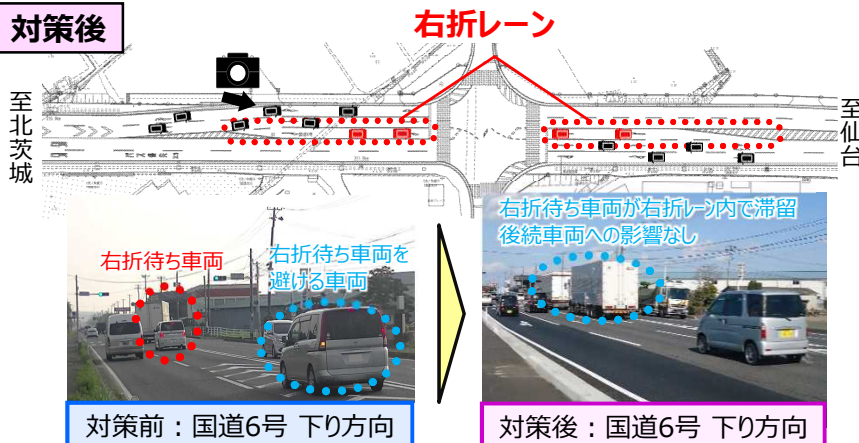 対策後
右折レーン
至北茨城
至仙台
右折待ち車両
右折待ち車両を
避ける車両
右折待ち車両が右折レーン内で滞留
後続車両への影響なし
対策前：国道6号 下り方向
対策後：国道6号 下り方向